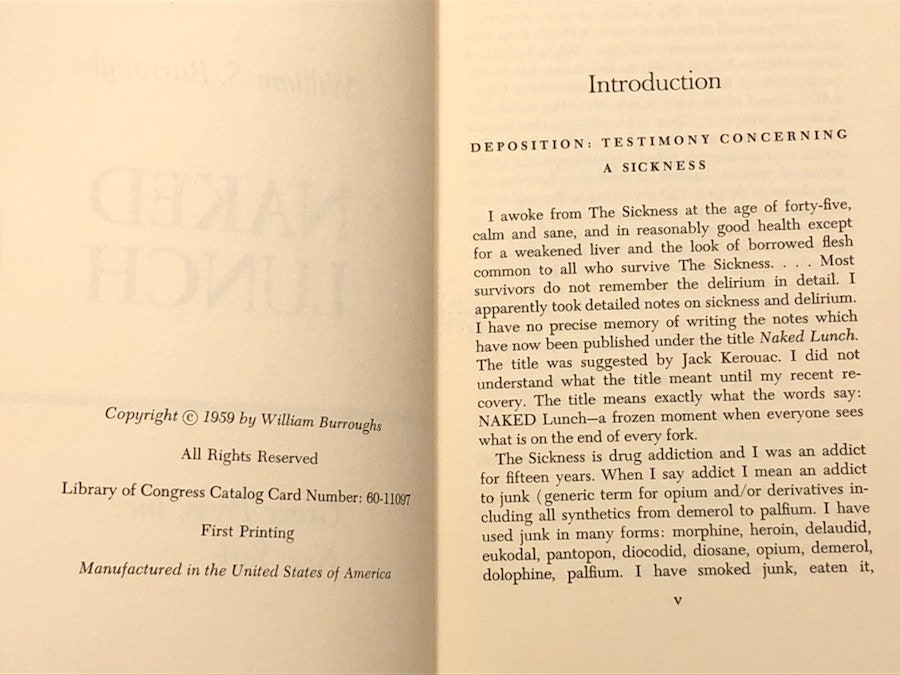 Copyright © 1959 by William Burroughs
All Rights Reserved
Library of Congress Catalog Card Number: 60-11097
First Printing
Manufactured in the United States of America
Introduction
DEPOSITION: TESTIMONY CONCERNING
A SICKNESS
I awoke from The Sickness at the age of forty-five,
calm and sane, and in reasonably good health except
for a weakened liver and the look of borrowed flesh
common to all who survive The Sickness. . . . Most
survivors do not remember the delirium in detail. I
apparently took detailed notes on sickness and delirium.
I have no precise memory of writing the notes which
have now been published under the title Naked Lunch.
The title was suggested by Jack Kerouac. I did not
understand what the title meant until my recent re-
covery. The title means exactly what the words say:
NAKED Lunch—a frozen moment when everyone sees
what is on the end of every fork.
The Sickness is drug addiction and I was an addict
for fifteen years. When I say addict I mean an addict
to junk (generic term for opium and/or derivatives in-
cluding all synthetics from demerol to palfium. I have
used junk in many forms: morphine, heroin, delaudid,
eukodal, pantopon, diocodid, diosane, opium, demerol,
dolophine, palfium. I have smoked junk, eaten it,
v